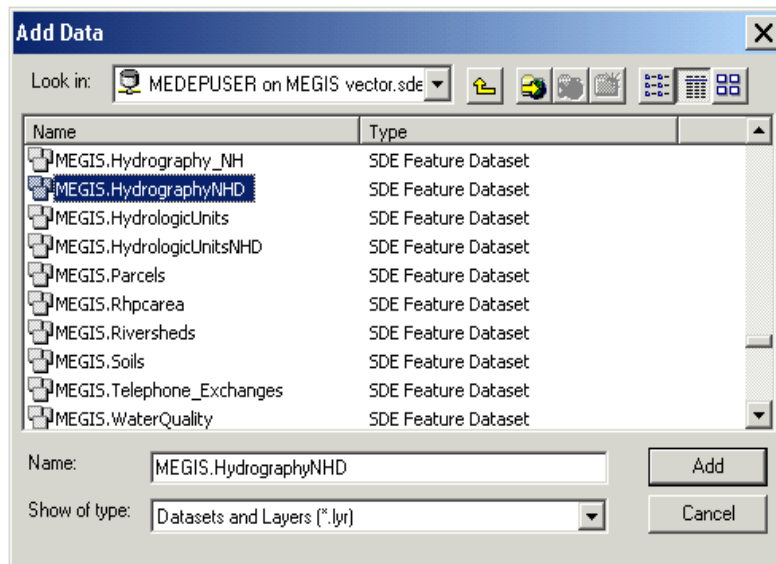 Add Data
Look in: MEDEPUSER on MEGIS vector.sde
Name Type
MEGIS.Hydrography_NH SDE Feature Dataset
MEGIS.HydrographyNHD SDE Feature Dataset
MEGIS.HydrologicUnits SDE Feature Dataset
MEGIS.HydrologicUnitsNHD SDE Feature Dataset
MEGIS.Parcels SDE Feature Dataset
MEGIS.Rhpcarea SDE Feature Dataset
MEGIS.Riversheds SDE Feature Dataset
MEGIS.Soils SDE Feature Dataset
MEGIS.Telephone_Exchanges SDE Feature Dataset
MEGIS.WaterQuality SDE Feature Dataset
Name: MEGIS.HydrographyNHD Add
Show of type: Datasets and Layers (*.lyr) Cancel